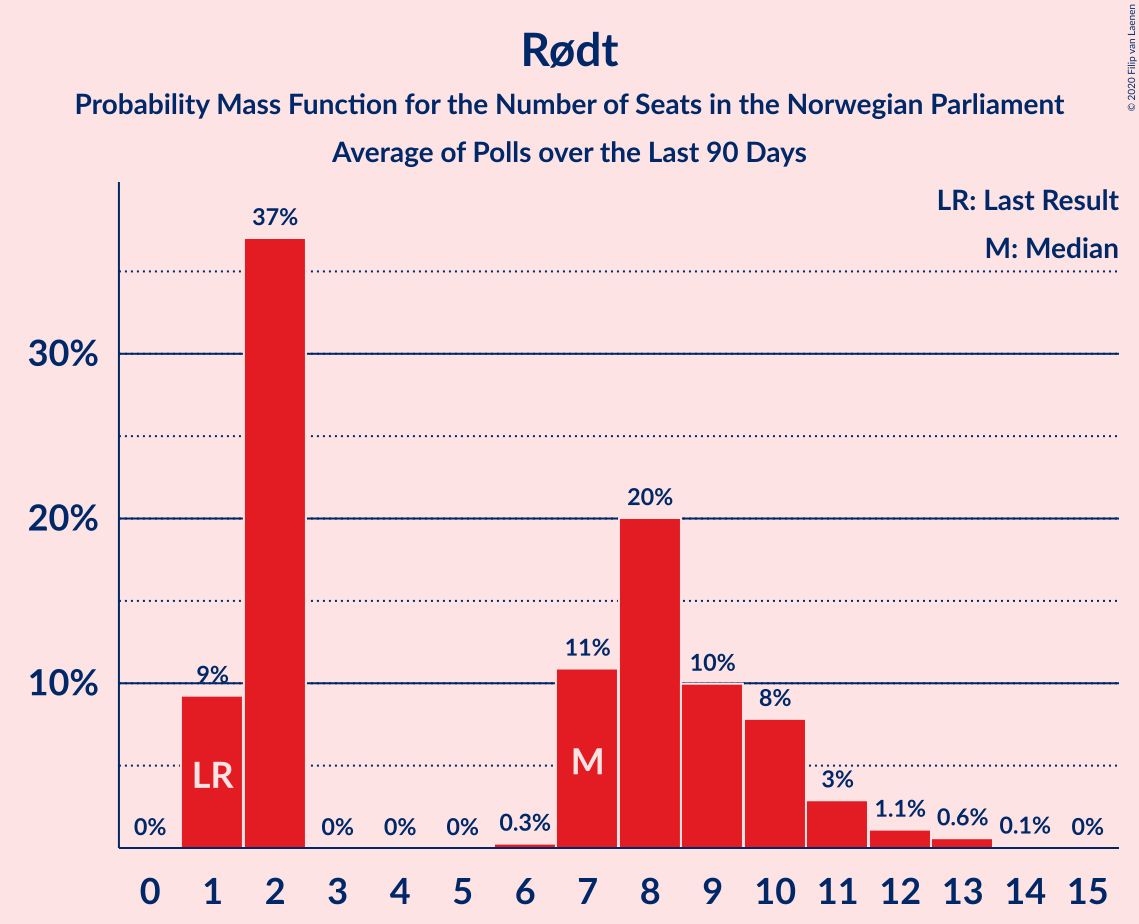 Rødt
Probability Mass Function for the Number of Seats in the Norwegian Parliament
Average of Polls over the Last 90 Days
© 2020 Filip van Laenen
LR: Last Result
M: Median
37%
30%
20%
20%
11%
10%
9%
10%
8%
LR
M
3%
0%
0%
0%
0%
0.3%
1.1%
0.6%
0.1%
0%
0 1 2 3 4 5 6 7 8 9 10 11 12 13 14 15